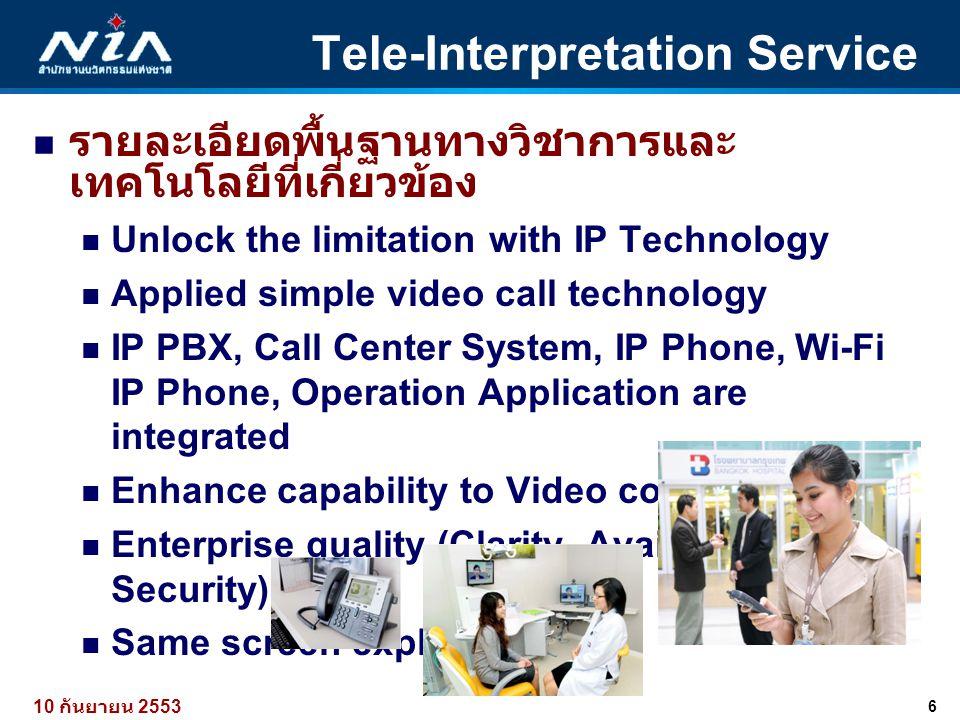 NiA
สำนักงานนวัตกรรมแห่งชาติ
Tele-Interpretation Service
รายละเอียดพื้นฐานทางวิชาการและ
เทคโนโลยีที่เกี่ยวข้อง
Unlock the limitation with IP Technology
Applied simple video call technology
IP PBX, Call Center System, IP Phone, Wi-Fi
IP Phone, Operation Application are
integrated
Enhance capability to Video
Enterprise quality (Clarity,
Security)
Same screen
โรงพยาบาลกรุงเทพ
BANGKOK HOSPITAL
10 กันยายน 2553
6